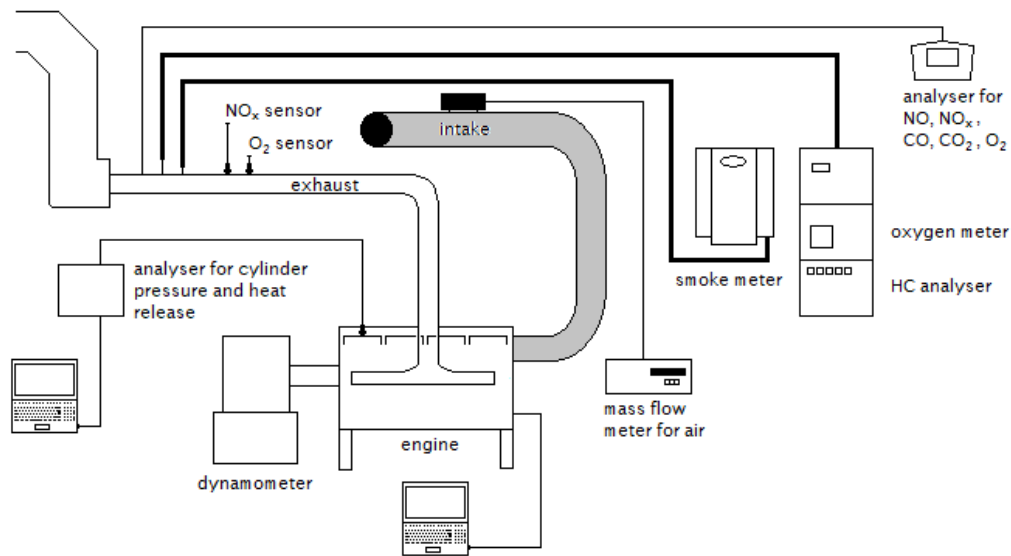 NOₓ sensor
O₂ sensor
intake
exhaust
analyser for
NO, NOₓ ,
CO, CO₂ , O₂
oxygen meter
HC analyser
smoke meter
analyser for cylinder
pressure and heat
release
mass flow
meter for air
engine
dynamometer